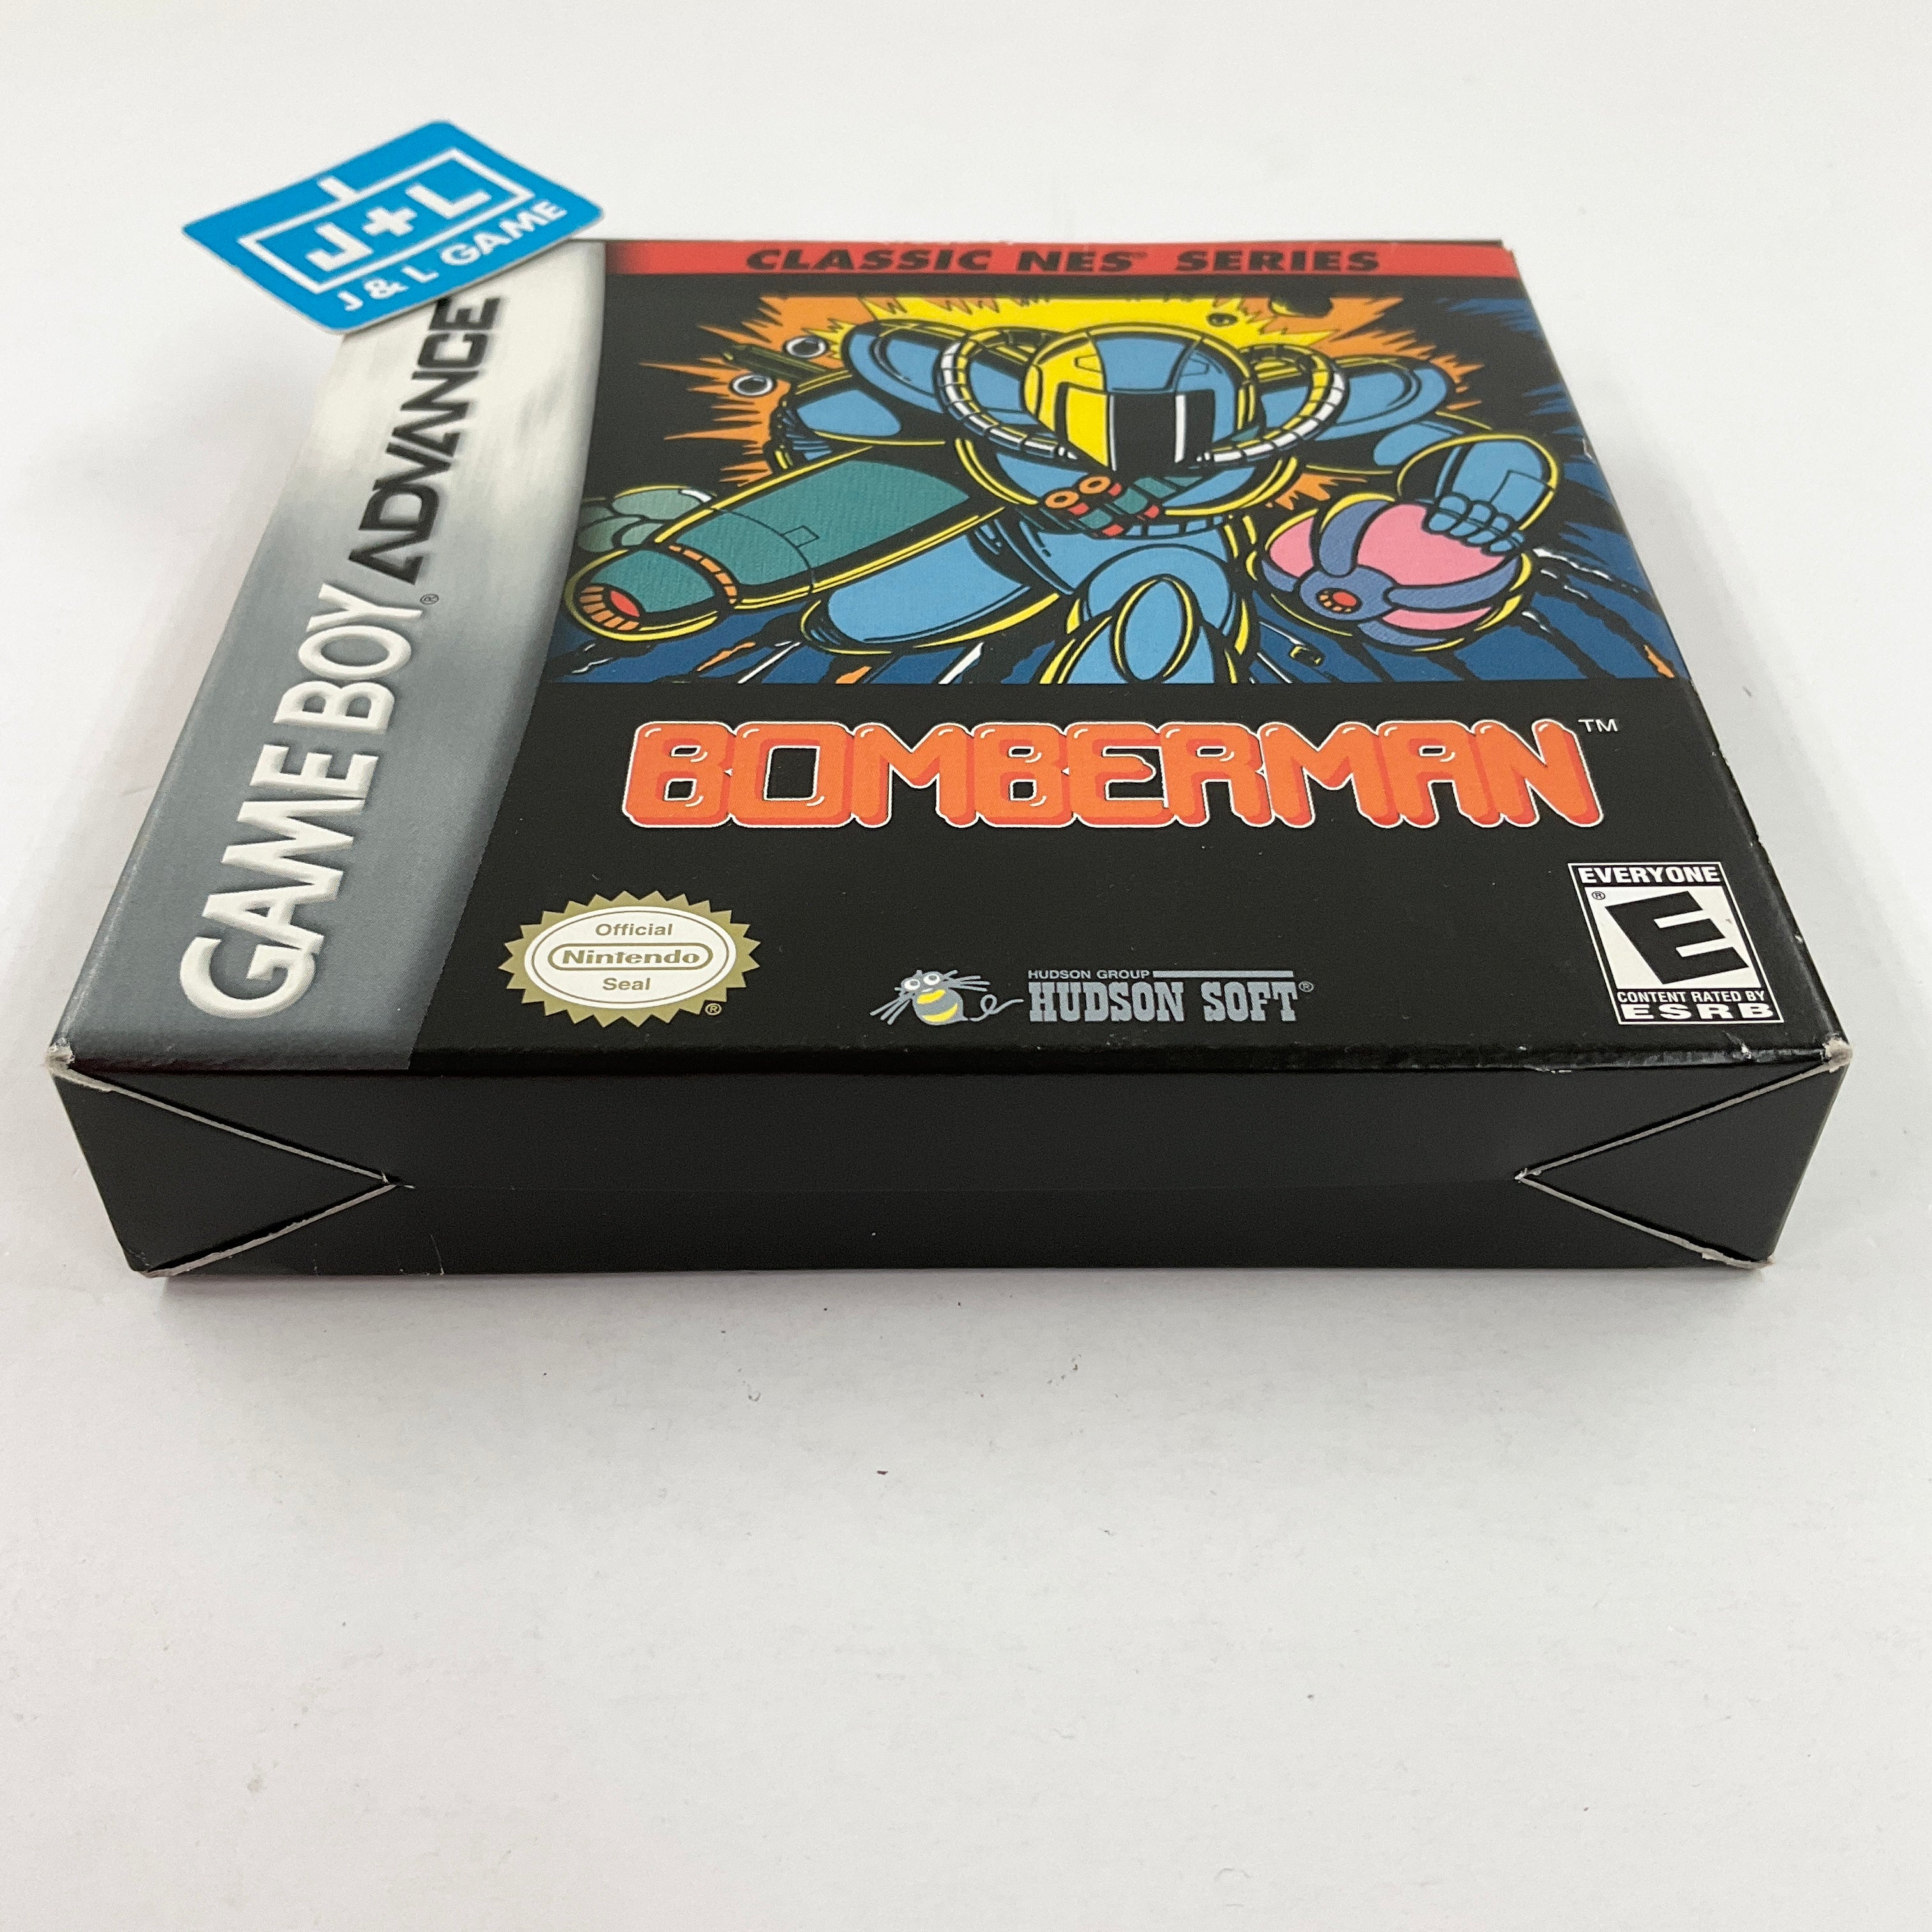 J+L
J & L GAME
CLASSIC NES® SERIES
GAME BOY ADVANCE
®
BOMBERMAN™
Official
Nintendo
Seal
®
HUDSON GROUP
HUDSON SOFT®
EVERYONE
®
E
CONTENT RATED BY
ESRB